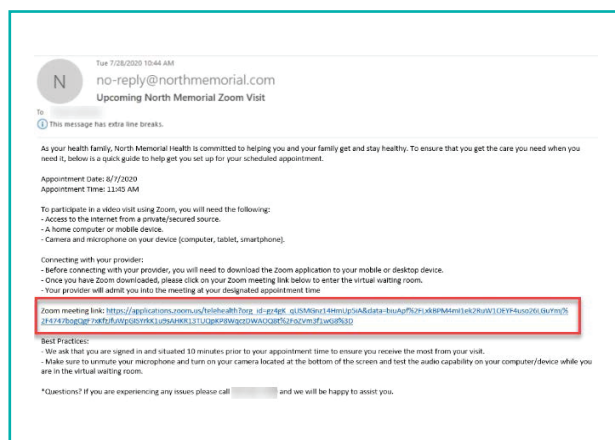 Tue 7/28/2020 10:44 AM
N
no-reply@northmemorial.com
Upcoming North Memorial Zoom Visit
To
This message has extra line breaks.
As your health family, North Memorial Health is committed to helping you and your family get and stay healthy. To ensure that you get the care you need when you
need it, below is a quick guide to help get you set up for your scheduled appointment.
Appointment Date: 8/7/2020
Appointment Time: 11:45 AM
To participate in a video visit using Zoom, you will need the following:
- Access to the internet from a private/secured source.
- A home computer or mobile device.
- Camera and microphone on your device (computer, tablet, smartphone).
Connecting with your provider:
- Before connecting with your provider, you will need to download the Zoom application to your mobile or desktop device.
- Once you have Zoom downloaded, please click on your Zoom meeting link below to enter the virtual waiting room.
- Your provider will admit you into the meeting at your designated appointment time
Zoom meeting link:
Best Practices:
- We ask that you are signed in and situated 10 minutes prior to your appointment time to ensure you receive the most from your visit.
- Make sure to unmute your microphone and turn on your camera located at the bottom of the screen and test the audio capability on your computer/device while you
are in the virtual waiting room.
*Questions? If you are experiencing any issues please call and we will be happy to assist you.